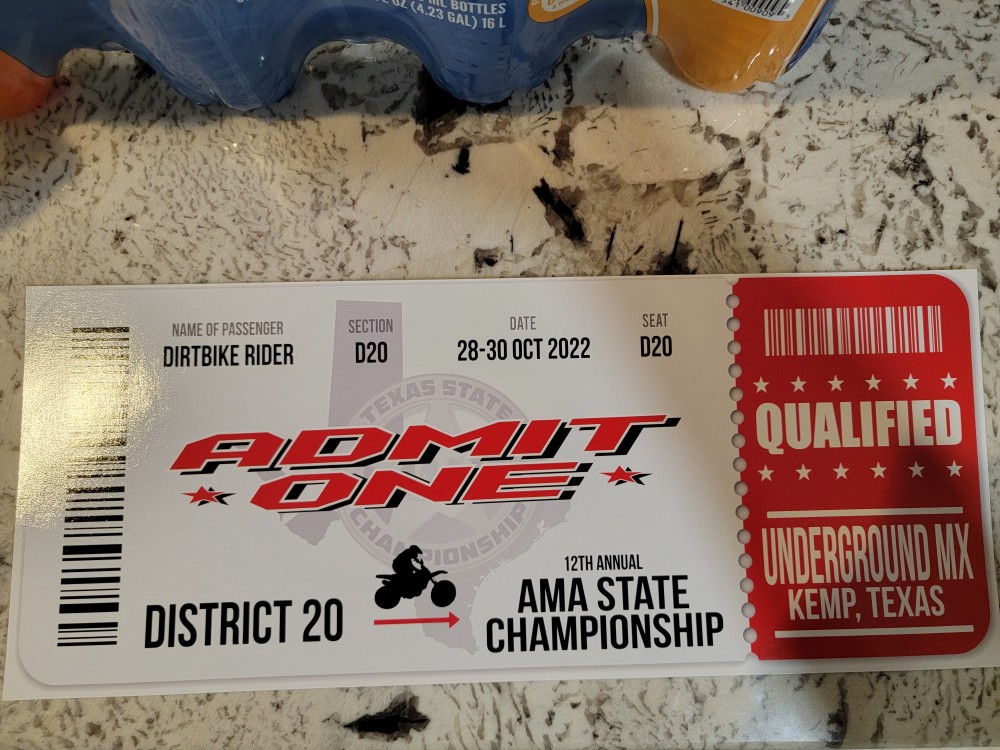 ML BOTTLES
(4.23 GAL) 16 L
NAME OF PASSENGER
DIRTBIKE RIDER
SECTION
D20
DATE
28-30 OCT 2022
SEAT
D20
TEXAS STATE
CHAMPIONSHIP
ADMIT
ONE
DISTRICT 20
12TH ANNUAL
AMA STATE
CHAMPIONSHIP
QUALIFIED
UNDERGROUND MX
KEMP, TEXAS